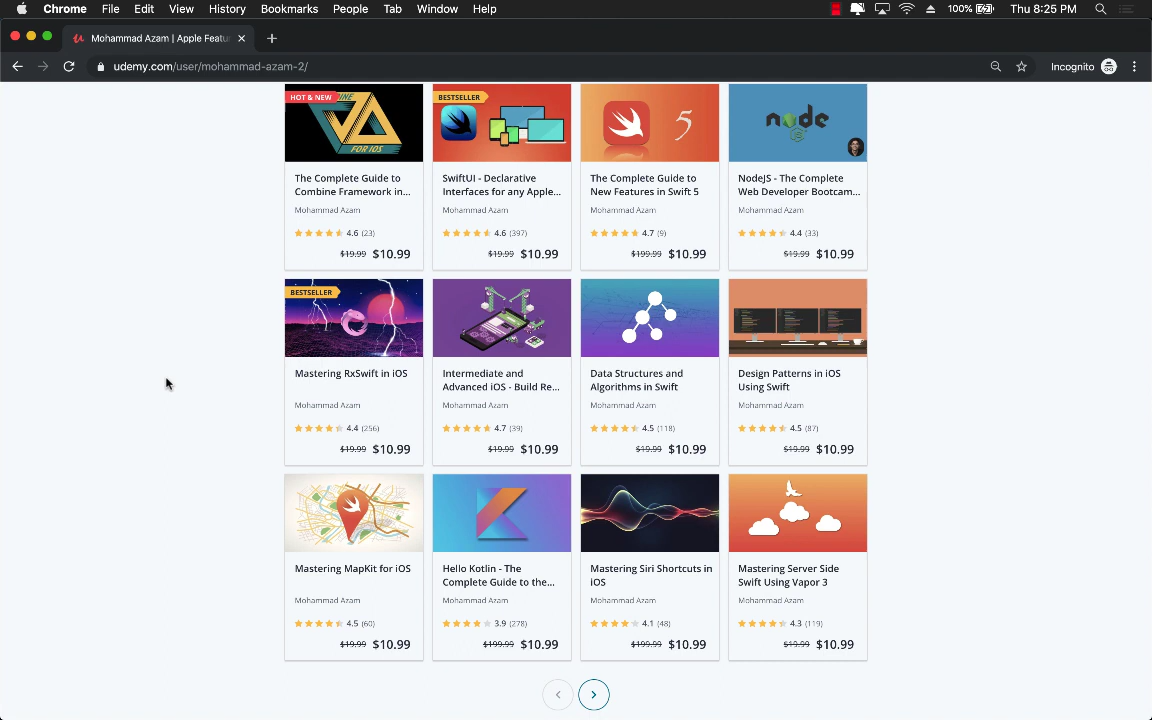 Chrome File Edit View History Bookmarks People Tab Window Help 100% Thu 8:25 PM
Mohammad Azam | Apple Featu
udemy.com/user/mohammad-azam-2/ Incognito
HOT & NEW
FOR IOS
The Complete Guide to
Combine Framework in...
Mohammad Azam
4.6 (23)
$19.99 $10.99
BESTSELLER
SwiftUI - Declarative
Interfaces for any Apple...
Mohammad Azam
4.6 (397)
$19.99 $10.99
5
The Complete Guide to
New Features in Swift 5
Mohammad Azam
4.7 (9)
$199.99 $10.99
node
NodeJS - The Complete
Web Developer Bootcam...
Mohammad Azam
4.4 (33)
$19.99 $10.99
BESTSELLER
Mastering RxSwift in iOS
Mohammad Azam
4.4 (256)
$19.99 $10.99
Intermediate and
Advanced iOS - Build Re...
Mohammad Azam
4.7 (39)
$19.99 $10.99
Data Structures and
Algorithms in Swift
Mohammad Azam
4.5 (118)
$19.99 $10.99
Design Patterns in iOS
Using Swift
Mohammad Azam
4.5 (87)
$19.99 $10.99
Mastering MapKit for iOS
Mohammad Azam
4.5 (60)
$19.99 $10.99
Hello Kotlin - The
Complete Guide to the...
Mohammad Azam
3.9 (278)
$199.99 $10.99
Mastering Siri Shortcuts in
iOS
Mohammad Azam
4.1 (48)
$199.99 $10.99
Mastering Server Side
Swift Using Vapor 3
Mohammad Azam
4.3 (119)
$19.99 $10.99